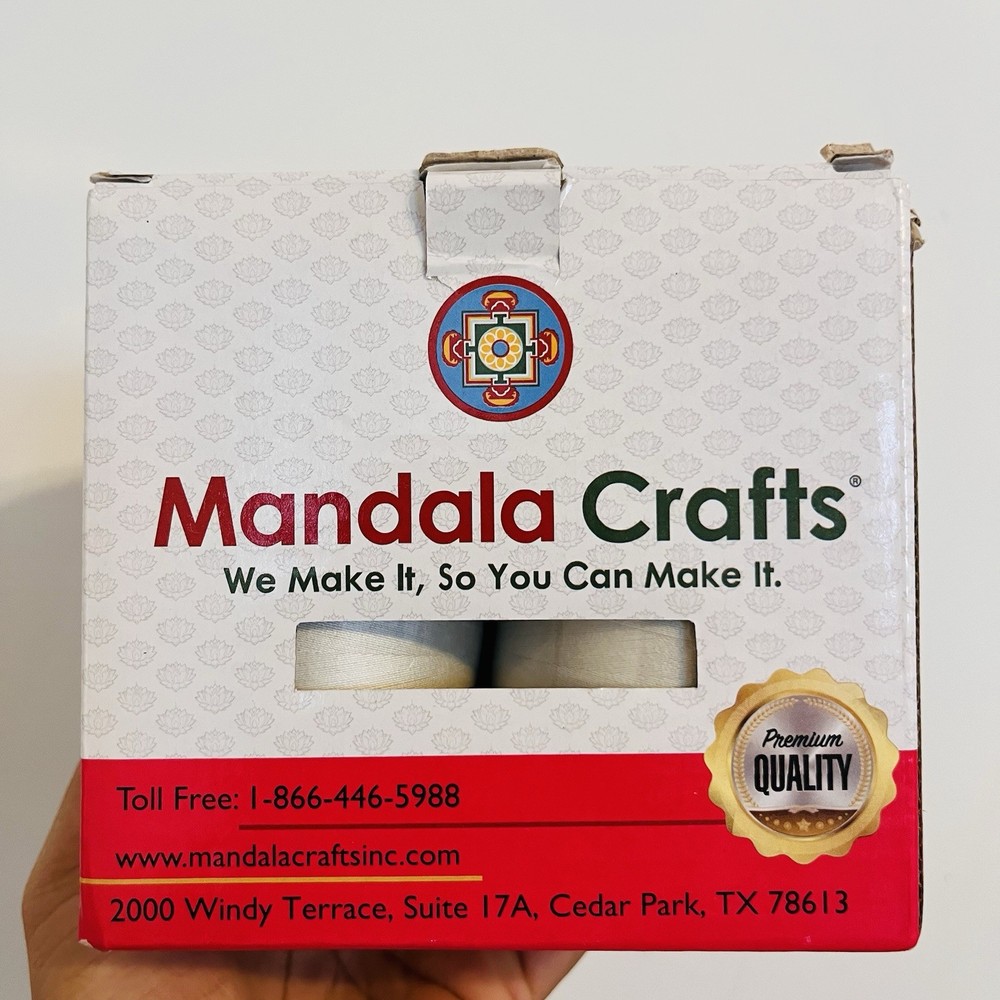 Mandala Crafts®
We Make It, So You Can Make It.
Premium
QUALITY
Toll Free: 1-866-446-5988
www.mandalacraftsinc.com
2000 Windy Terrace, Suite 17A, Cedar Park, TX 78613